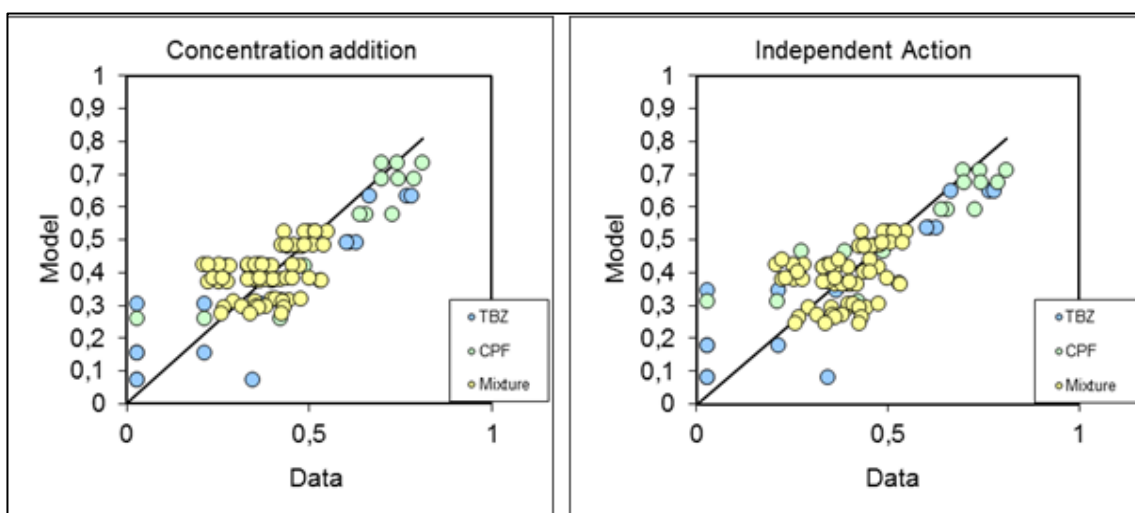 Concentration addition
Model
1
0,9
0,8
0,7
0,6
0,5
0,4
0,3
0,2
0,1
0
0
0,5
1
Data
TBZ
CPF
Mixture
Independent Action
Model
1
0,9
0,8
0,7
0,6
0,5
0,4
0,3
0,2
0,1
0
0
0,5
1
Data
TBZ
CPF
Mixture